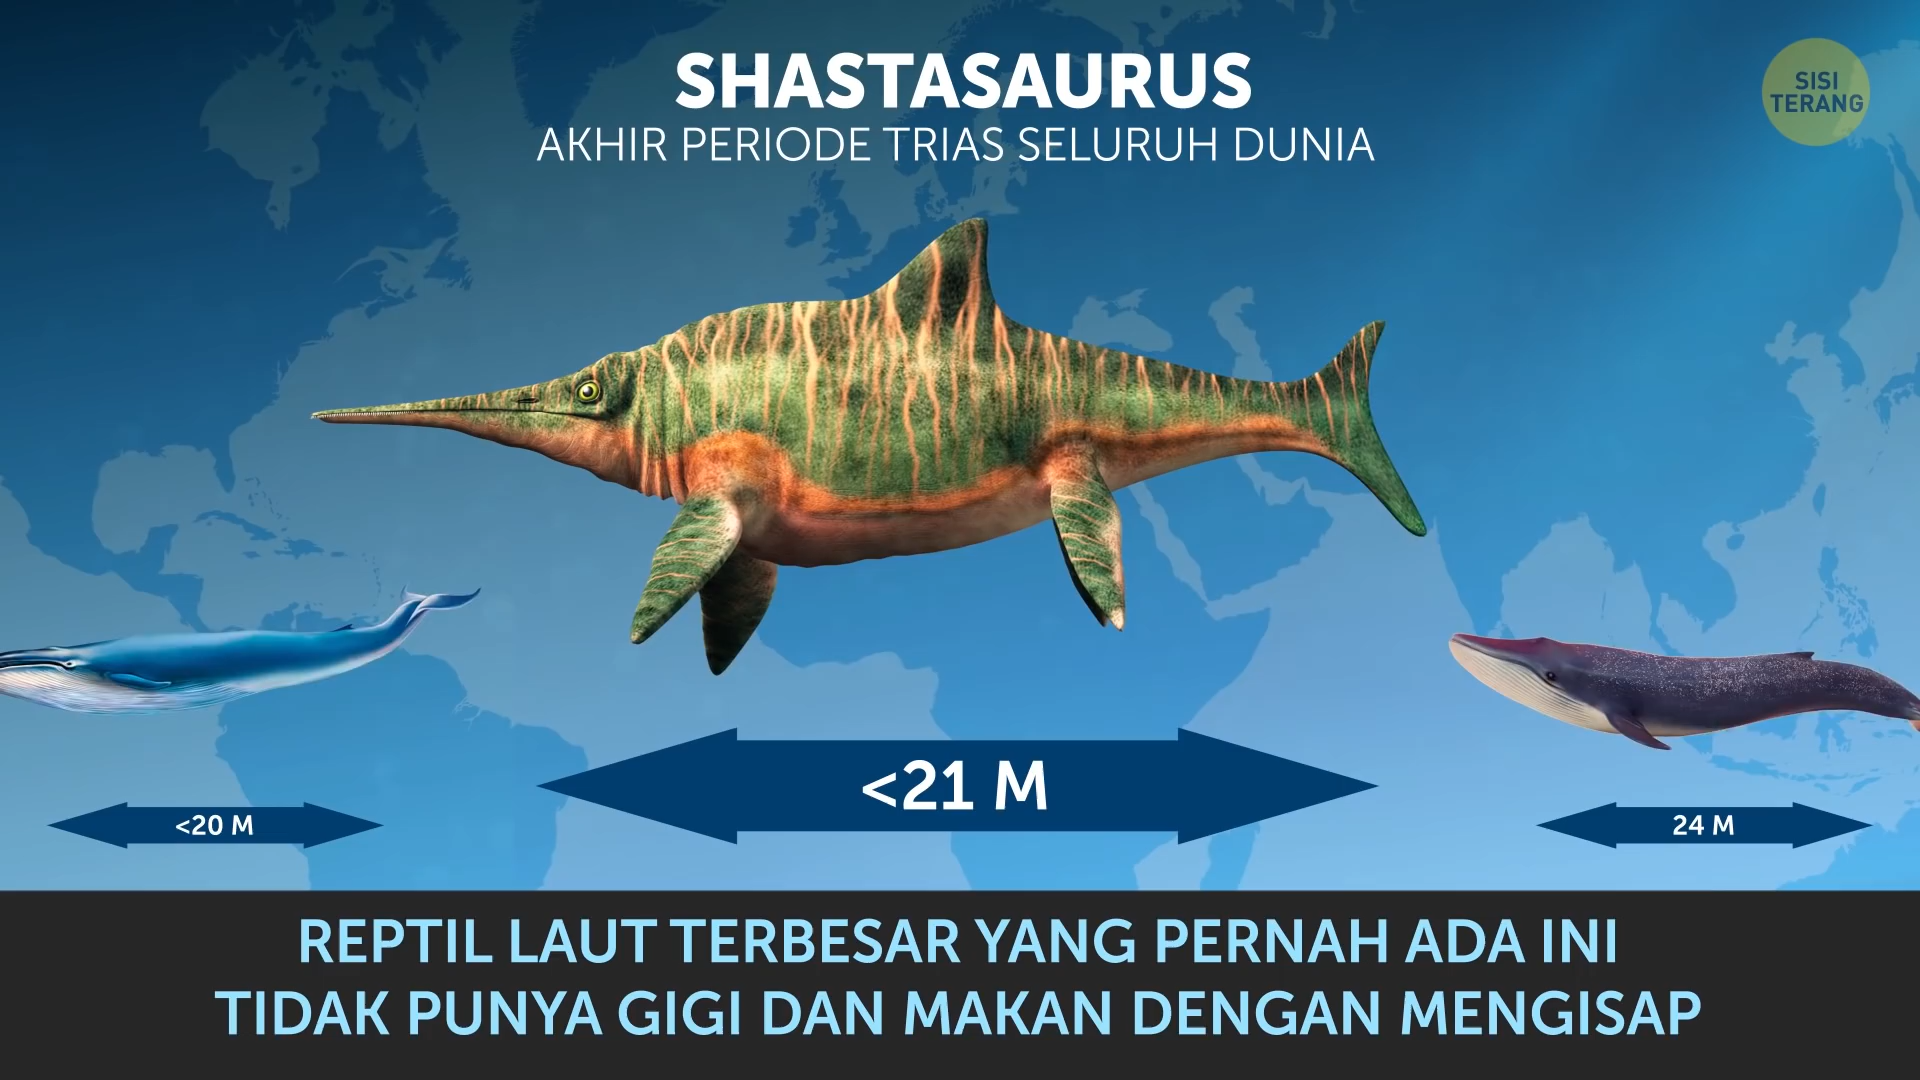 SHASTASAURUS
AKHIR PERIODE TRIAS SELURUH DUNIA
SISI
TERANG
<21 M
<20 M
24 M
REPTIL LAUT TERBESAR YANG PERNAH ADA INI
TIDAK PUNYA GIGI DAN MAKAN DENGAN MENGISAP